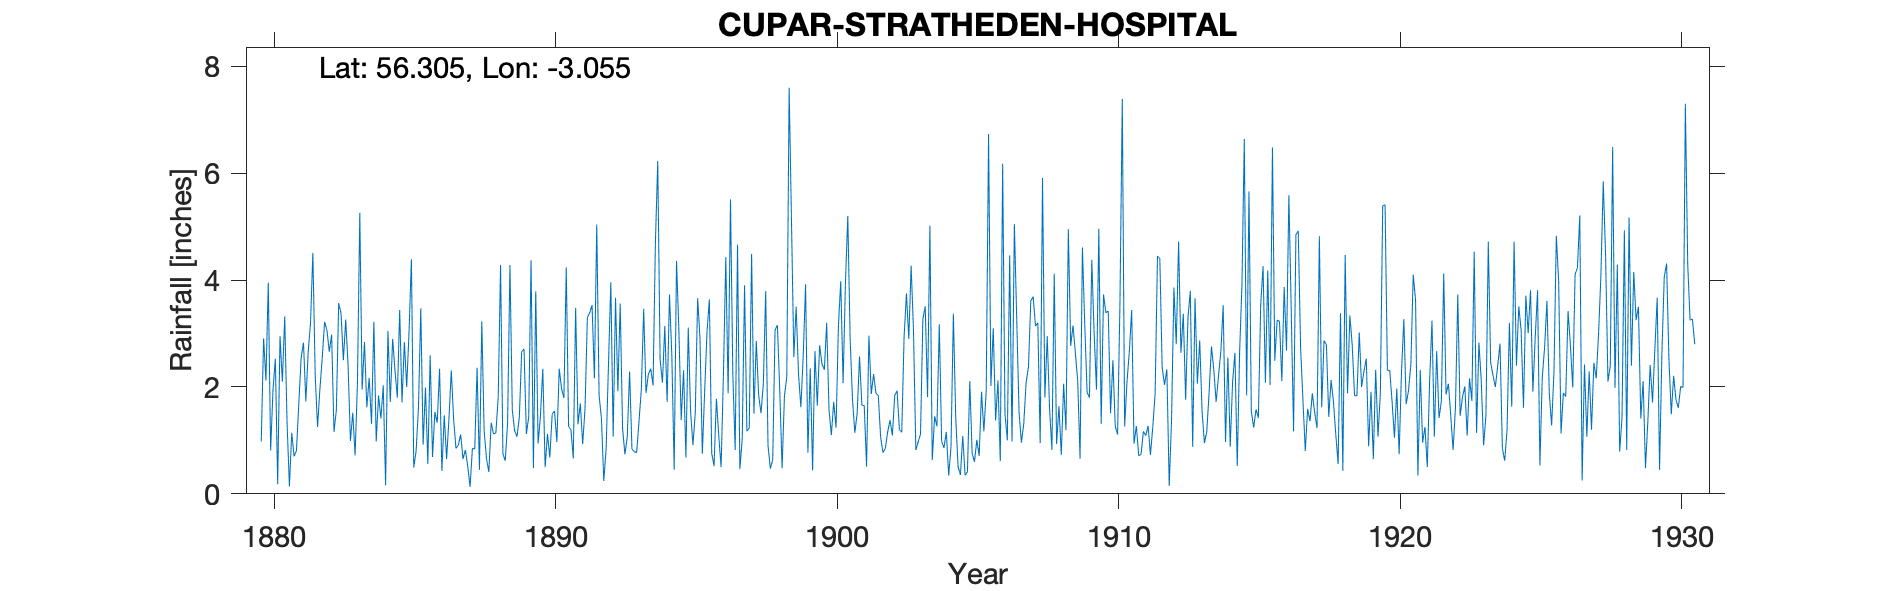 CUPAR-STRATHEDEN-HOSPITAL
Lat: 56.305, Lon: -3.055
Rainfall [inches]
8
6
4
2
0
1880 1890 1900 1910 1920 1930
Year